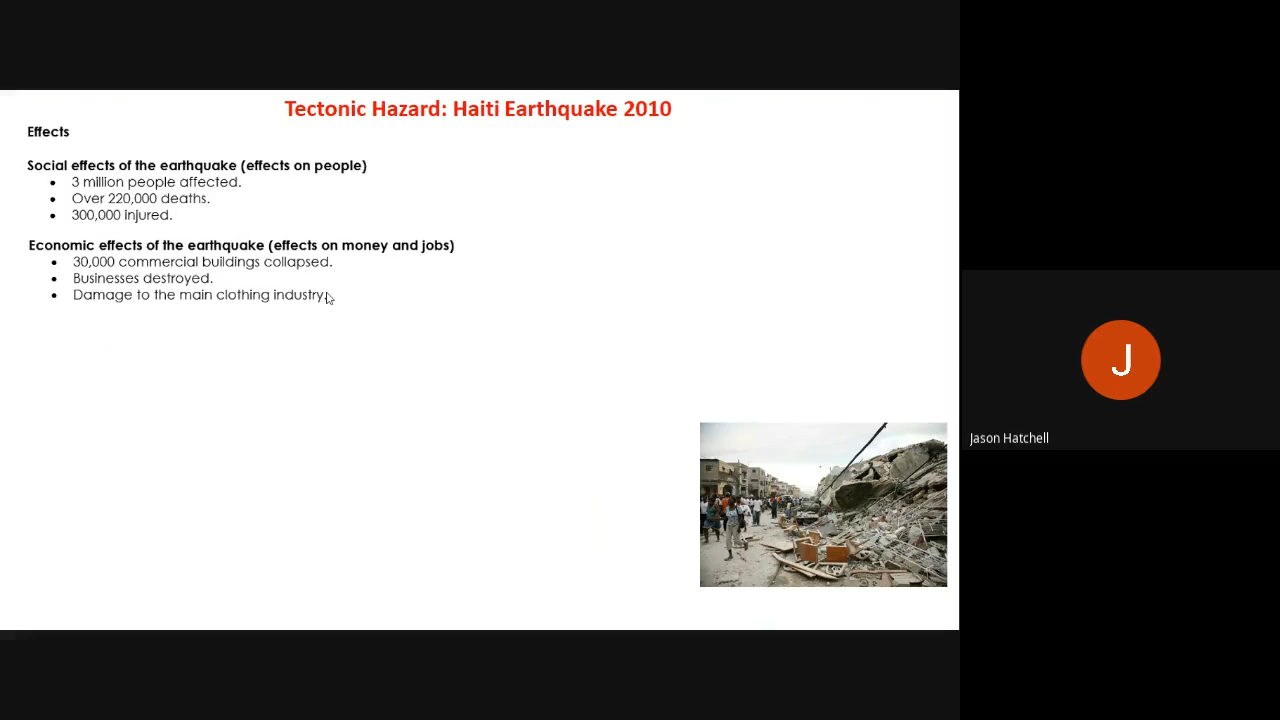 Tectonic Hazard: Haiti Earthquake 2010
Effects
Social effects of the earthquake (effects on people)
• 3 million people affected.
• Over 220,000 deaths.
• 300,000 injured.
Economic effects of the earthquake (effects on money and jobs)
• 30,000 commercial buildings collapsed.
• Businesses destroyed.
• Damage to the main clothing industry.
J
Jason Hatchell